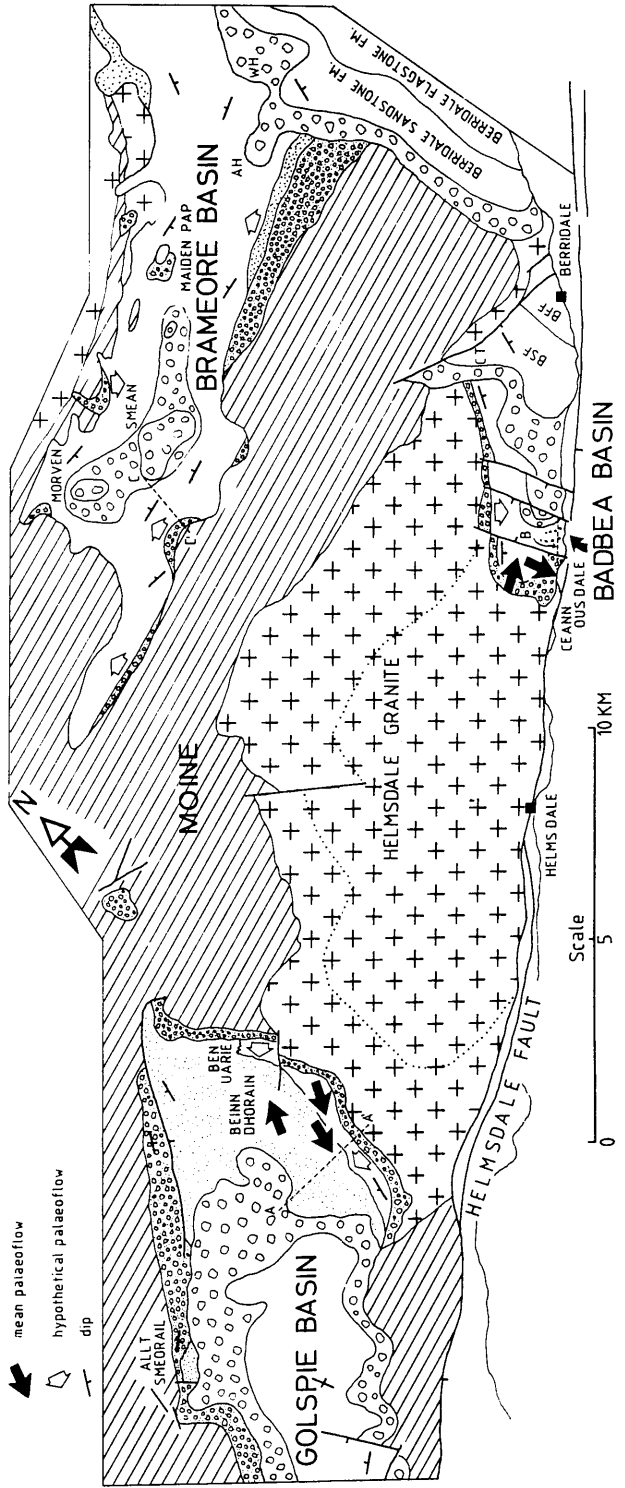 mean palaeoflow
hypothetical palaeoflow
dip
N
ALLT
SMEORAIL
GOLSPIE BASIN
BEINN
DHORAIN
BEN
UARIE
A
A'
MOINE
HELMSDALE GRANITE
HELMSDALE FAULT
HELMSDALE
MORVEN
SMEAN
MAIDEN PAP
BRAMEORE BASIN
C
C'
AH
WH
BERRIDALE SANDSTONE FM.
BERRIDALE FLAGSTONE FM.
CT
BSF
BFF
BERRIDALE
B
CEANN
OUSDALE
BADBEA BASIN
Scale
0
5
10 KM